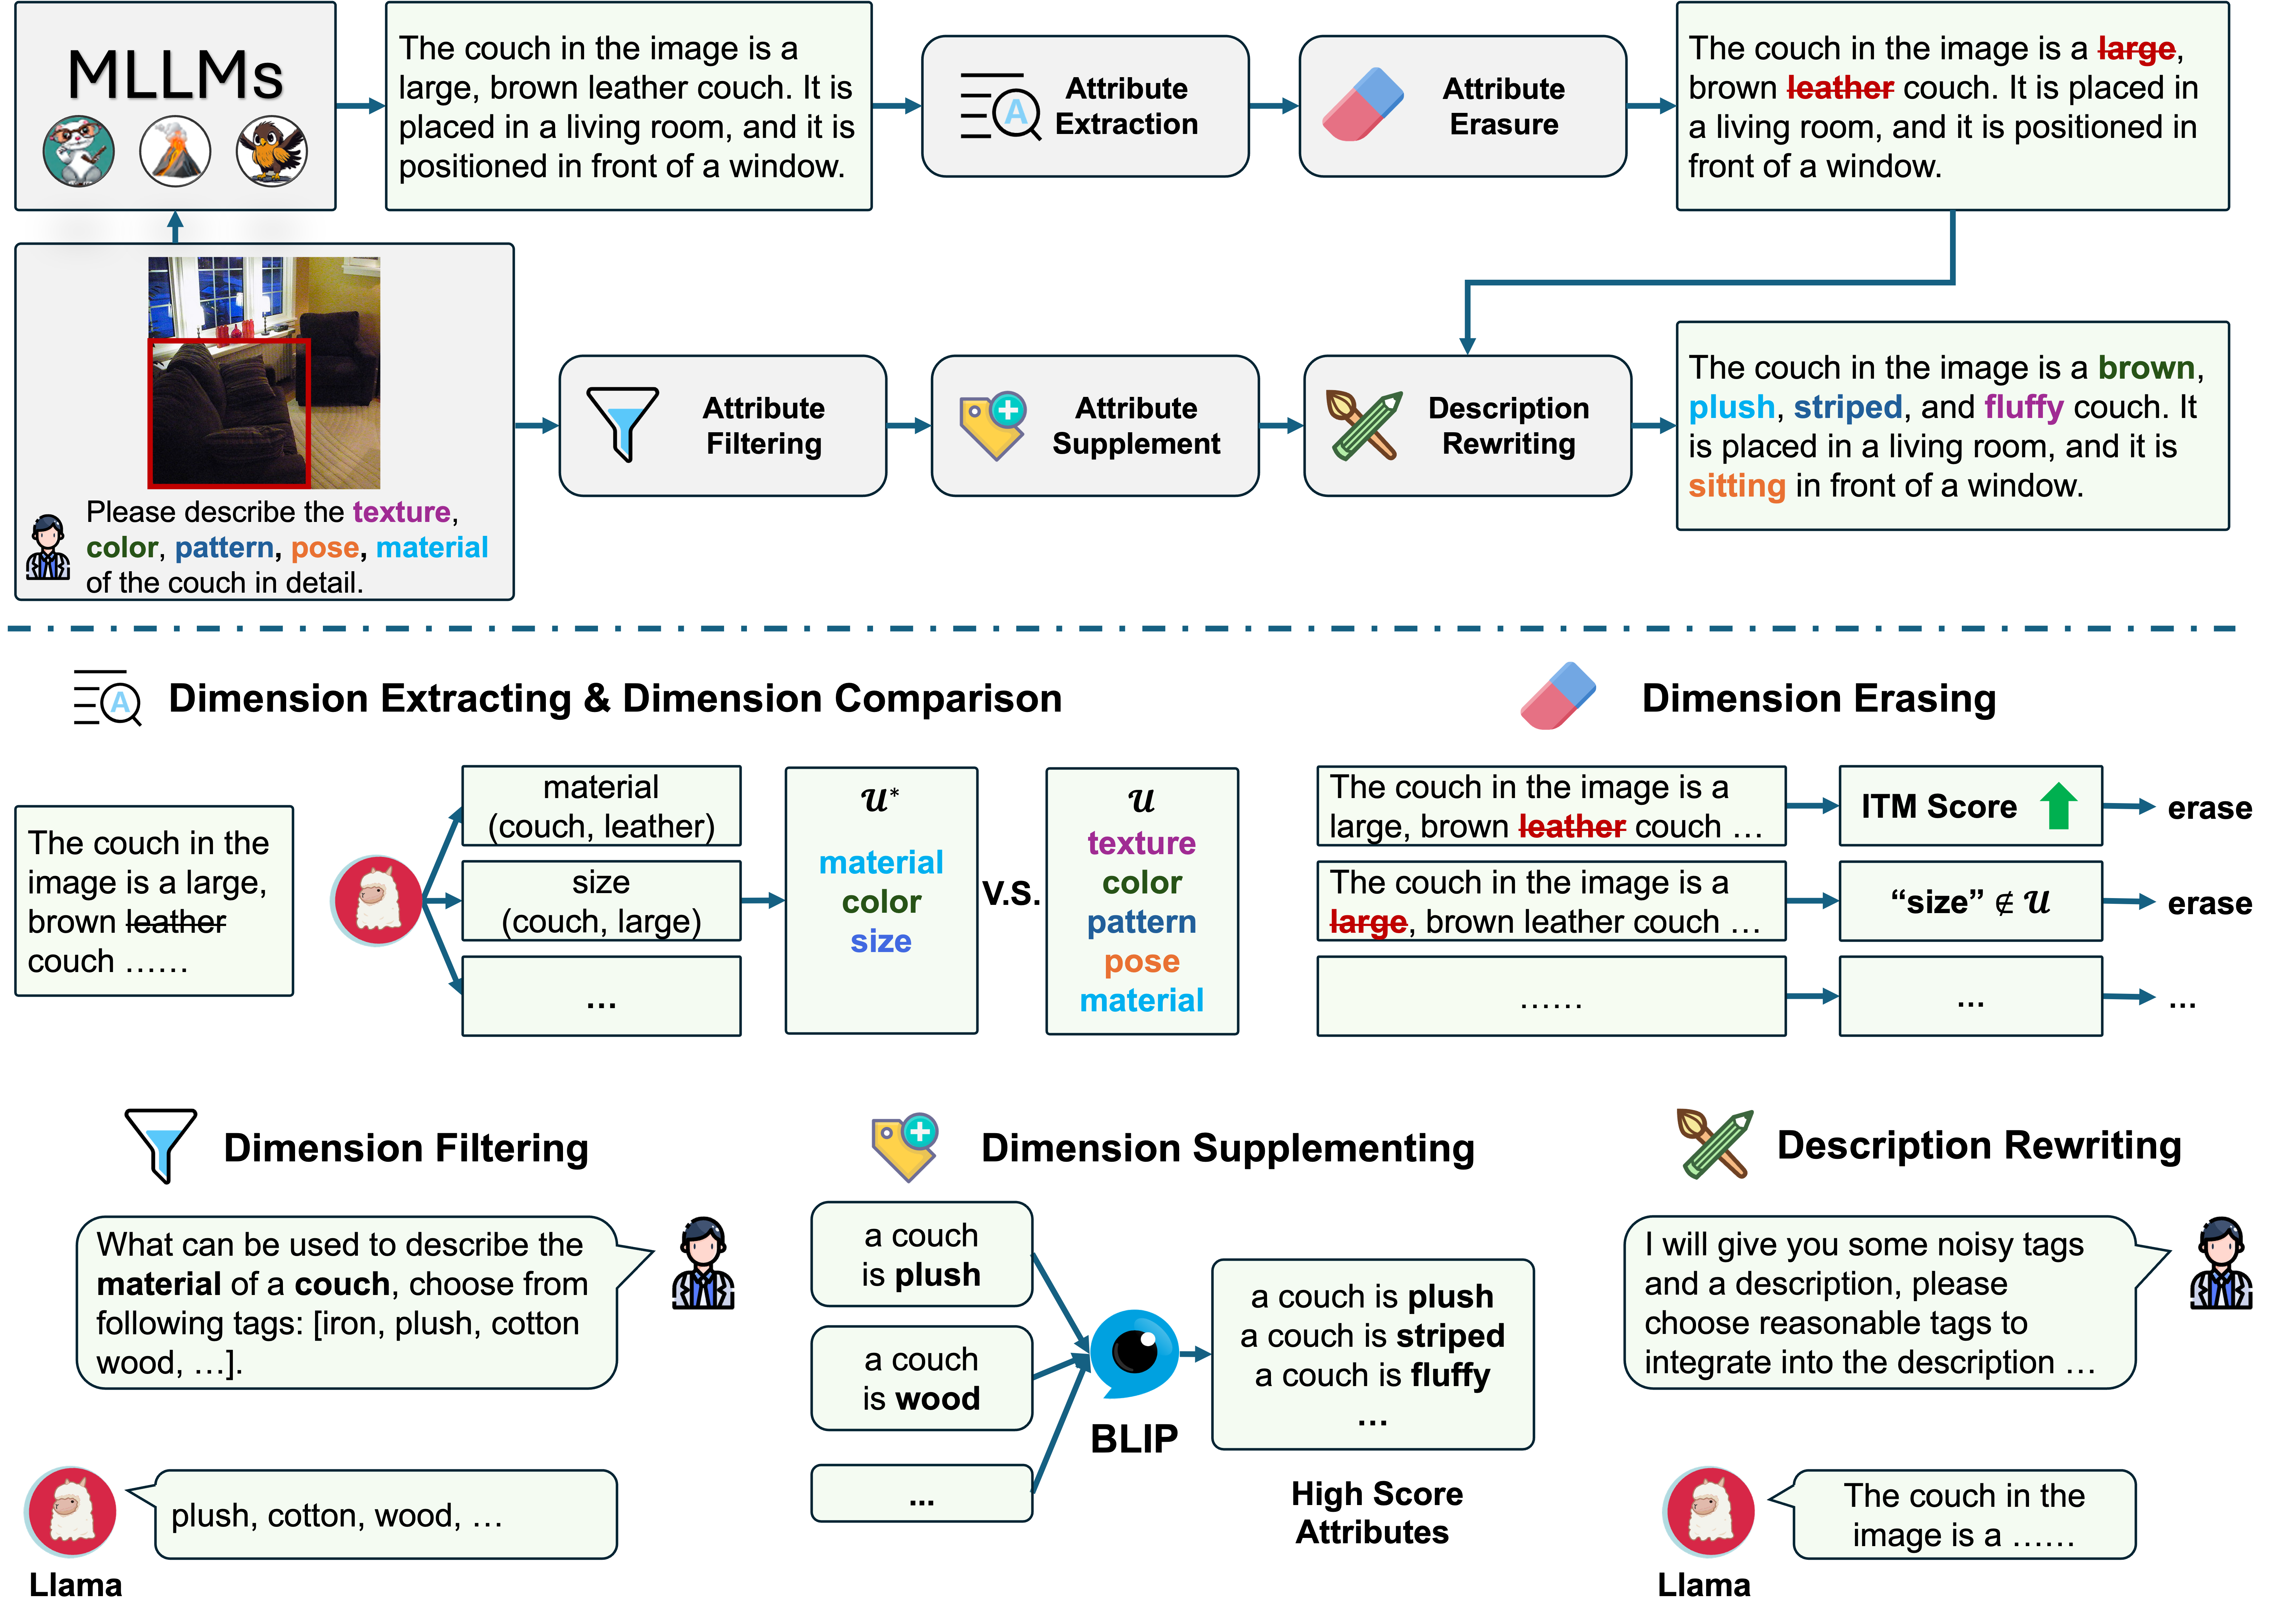 MLLMs
The couch in the image is a
large, brown leather couch. It is
placed in a living room, and it is
positioned in front of a window.
Attribute
Extraction
Attribute
Erasure
The couch in the image is a large,
brown leather couch. It is placed in
a living room, and it is positioned in
front of a window.
Please describe the texture,
color, pattern, pose, material
of the couch in detail.
Attribute
Filtering
Attribute
Supplement
Description
Rewriting
The couch in the image is a brown,
plush, striped, and fluffy couch. It
is placed in a living room, and it is
sitting in front of a window.
Dimension Extracting & Dimension Comparison
The couch in the
image is a large,
brown leather
couch ……
material
(couch, leather)
size
(couch, large)
...
𝒰*
material
color
size
V.S.
𝒰
texture
color
pattern
pose
material
Dimension Erasing
The couch in the image is a
large, brown leather couch …
ITM Score
erase
The couch in the image is a
large, brown leather couch …
“size” ∉ 𝒰
erase
……
...
...
Dimension Filtering
What can be used to describe the
material of a couch, choose from
following tags: [iron, plush, cotton
wood, …].
plush, cotton, wood, …
Llama
Dimension Supplementing
a couch
is plush
a couch
is wood
...
BLIP
a couch is plush
a couch is striped
a couch is fluffy
...
High Score
Attributes
Description Rewriting
I will give you some noisy tags
and a description, please
choose reasonable tags to
integrate into the description …
The couch in the
image is a ……
Llama